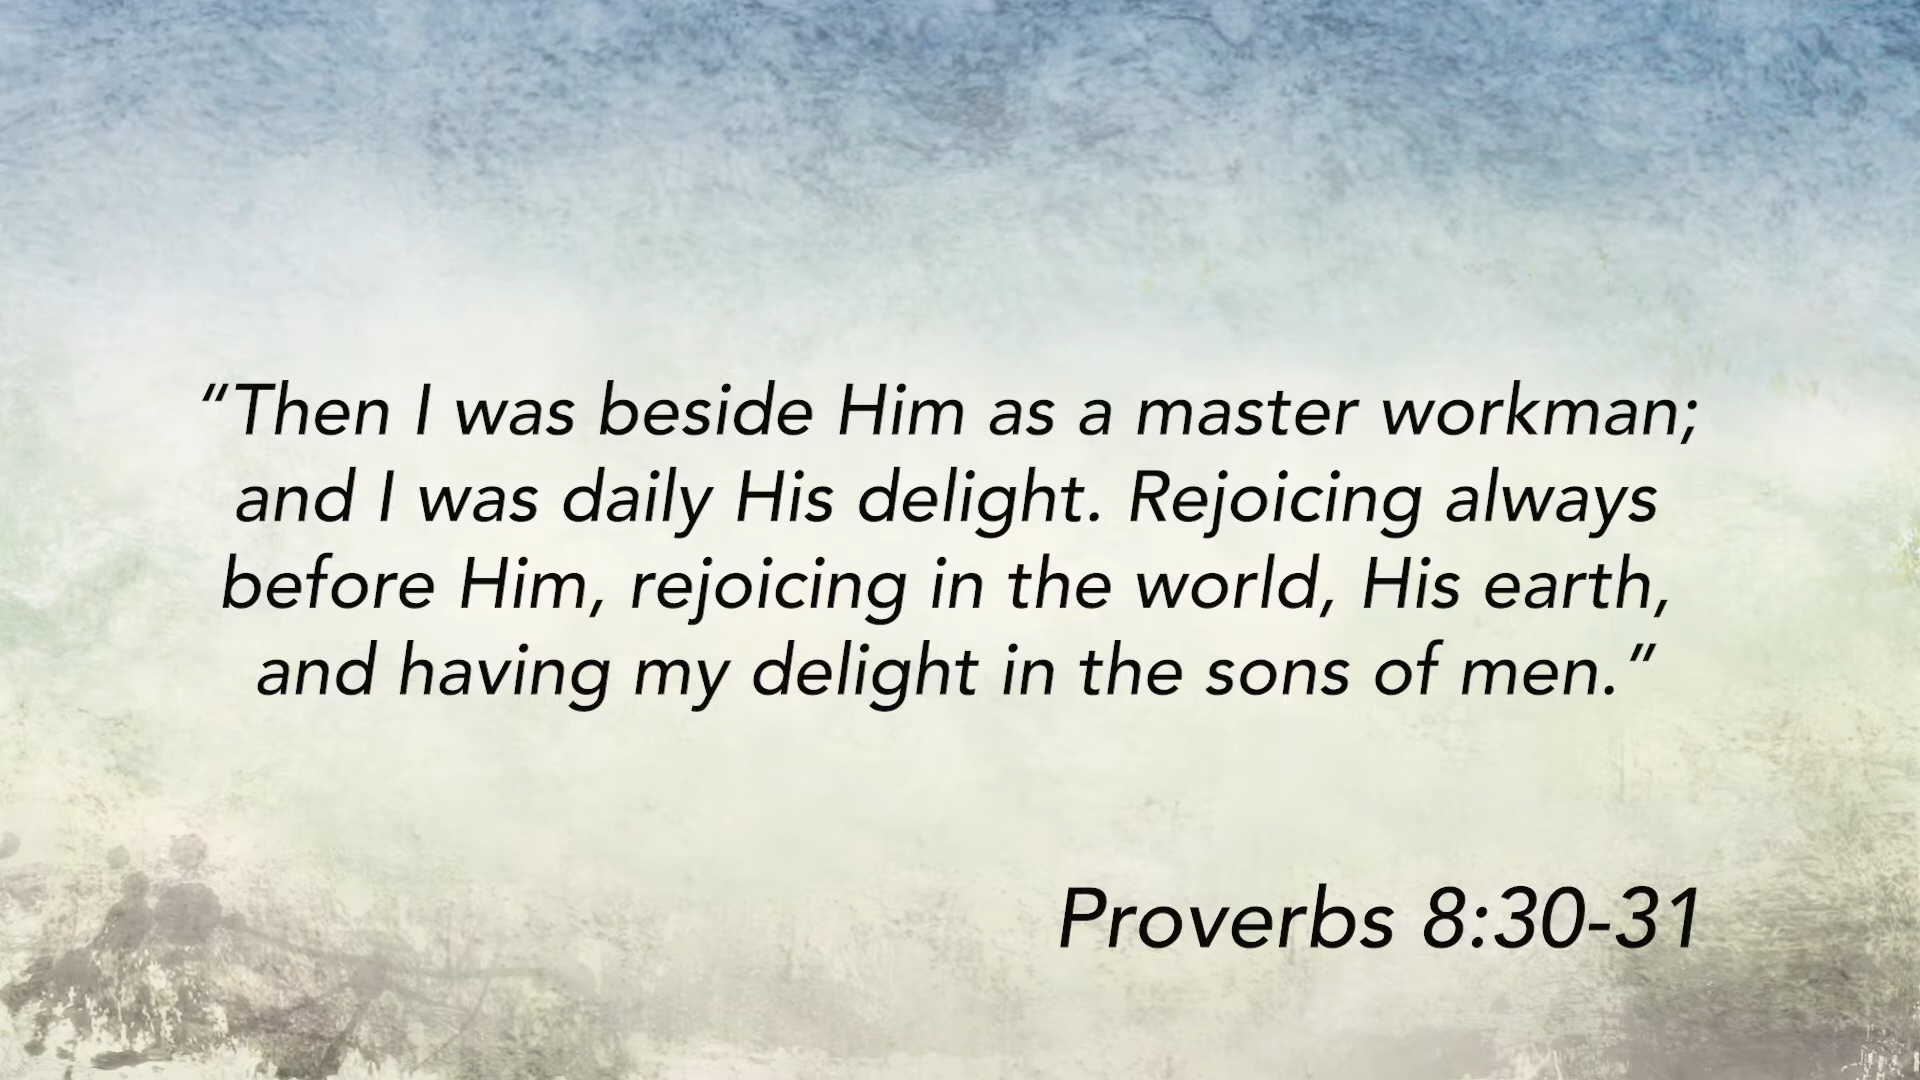 “Then I was beside Him as a master workman;
and I was daily His delight. Rejoicing always
before Him, rejoicing in the world, His earth,
and having my delight in the sons of men.”
Proverbs 8:30-31